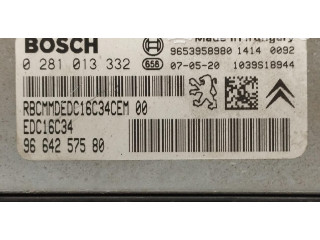 BOSCH
Made in Hungary
9653958980 1414 0092
0 281 013 332
656 07-05-20 1039S18944
RBCMMDEDC16C34CEM 00
EDC16C34
96 642 575 80